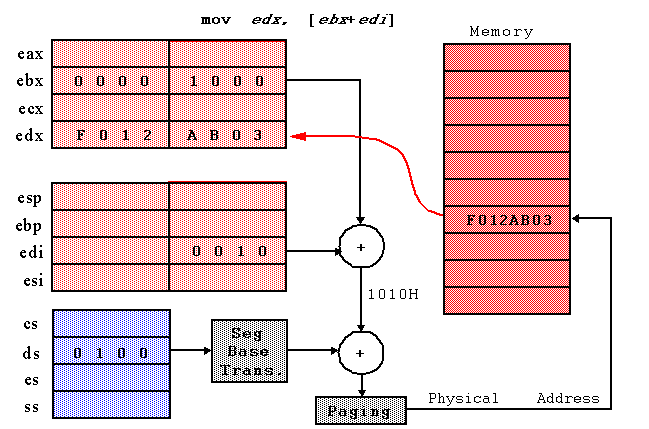 mov edx, [ebx+edi]
Memory
eax
ebx 0 0 0 0 1 0 0 0
ecx
edx F 0 1 2 A B 0 3
esp
ebp
F012AB03
edi 0 0 1 0
+
esi
1010H
cs
Seg
ds 0 1 0 0
Base
+
es
Trans.
ss
Paging
Physical Address